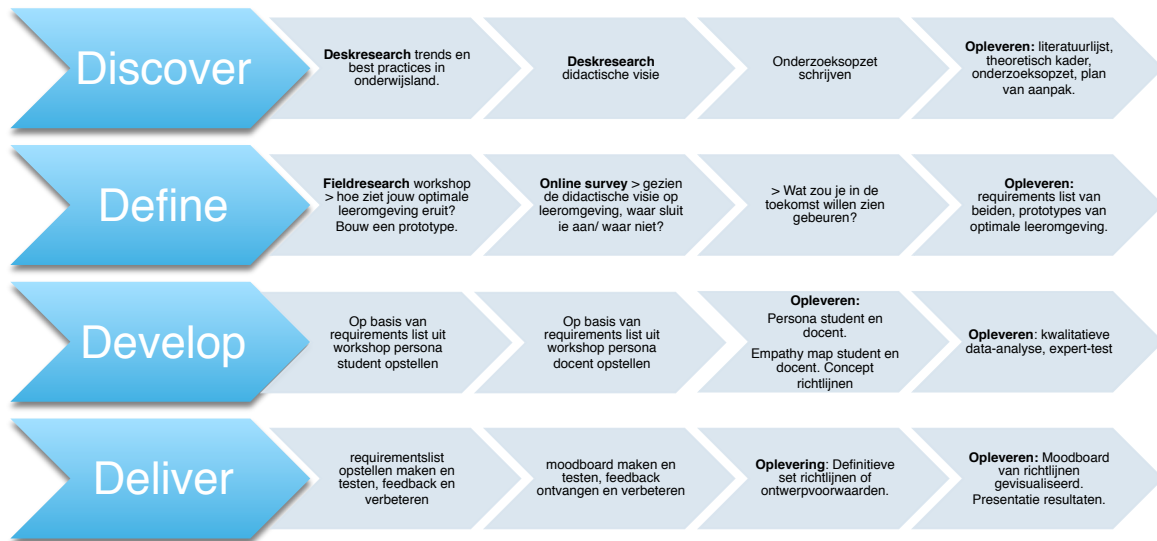 Discover
Deskresearch trends en
best practices in
onderwijsland.
Deskresearch
didactische visie
Onderzoeksopzet
schrijven
Opleveren: literatuurlijst,
theoretisch kader,
onderzoeksopzet, plan
van aanpak.
Define
Fieldresearch workshop
> hoe ziet jouw optimale
leeromgeving eruit?
Bouw een prototype.
Online survey > gezien
de didactische visie op
leeromgeving, waar sluit
ie aan/ waar niet?
> Wat zou je in de
toekomst willen zien
gebeuren?
Opleveren:
requirements list van
beiden, prototypes van
optimale leeromgeving.
Develop
Op basis van
requirements list uit
workshop persona
student opstellen
Op basis van
requirements list uit
workshop persona
docent opstellen
Opleveren:
Persona student en
docent.
Empathy map student en
docent. Concept
richtlijnen
Opleveren: kwalitatieve
data-analyse, expert-test
Deliver
requirementslist
opstellen maken en
testen, feedback en
verbeteren
moodboard maken en
testen, feedback
ontvangen en verbeteren
Oplevering: Definitieve
set richtlijnen of
ontwerpvoorwaarden.
Opleveren: Moodboard
van richtlijnen
gevisualiseerd.
Presentatie resultaten.